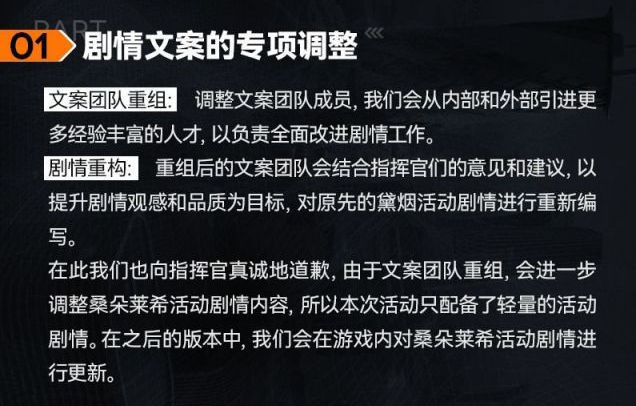 PART
01 剧情文案的专项调整
文案团队重组: 调整文案团队成员, 我们会从内部和外部引进更
多经验丰富的人才, 以负责全面改进剧情工作。
剧情重构: 重组后的文案团队会结合指挥官们的意见和建议, 以
提升剧情观感和品质为目标, 对原先的黛烟活动剧情进行重新编
写。
在此我们也向指挥官真诚地道歉, 由于文案团队重组, 会进一步
调整桑朵莱希活动剧情内容, 所以本次活动只配备了轻量的活动
剧情。在之后的版本中, 我们会在游戏内对桑朵莱希活动剧情进
行更新。